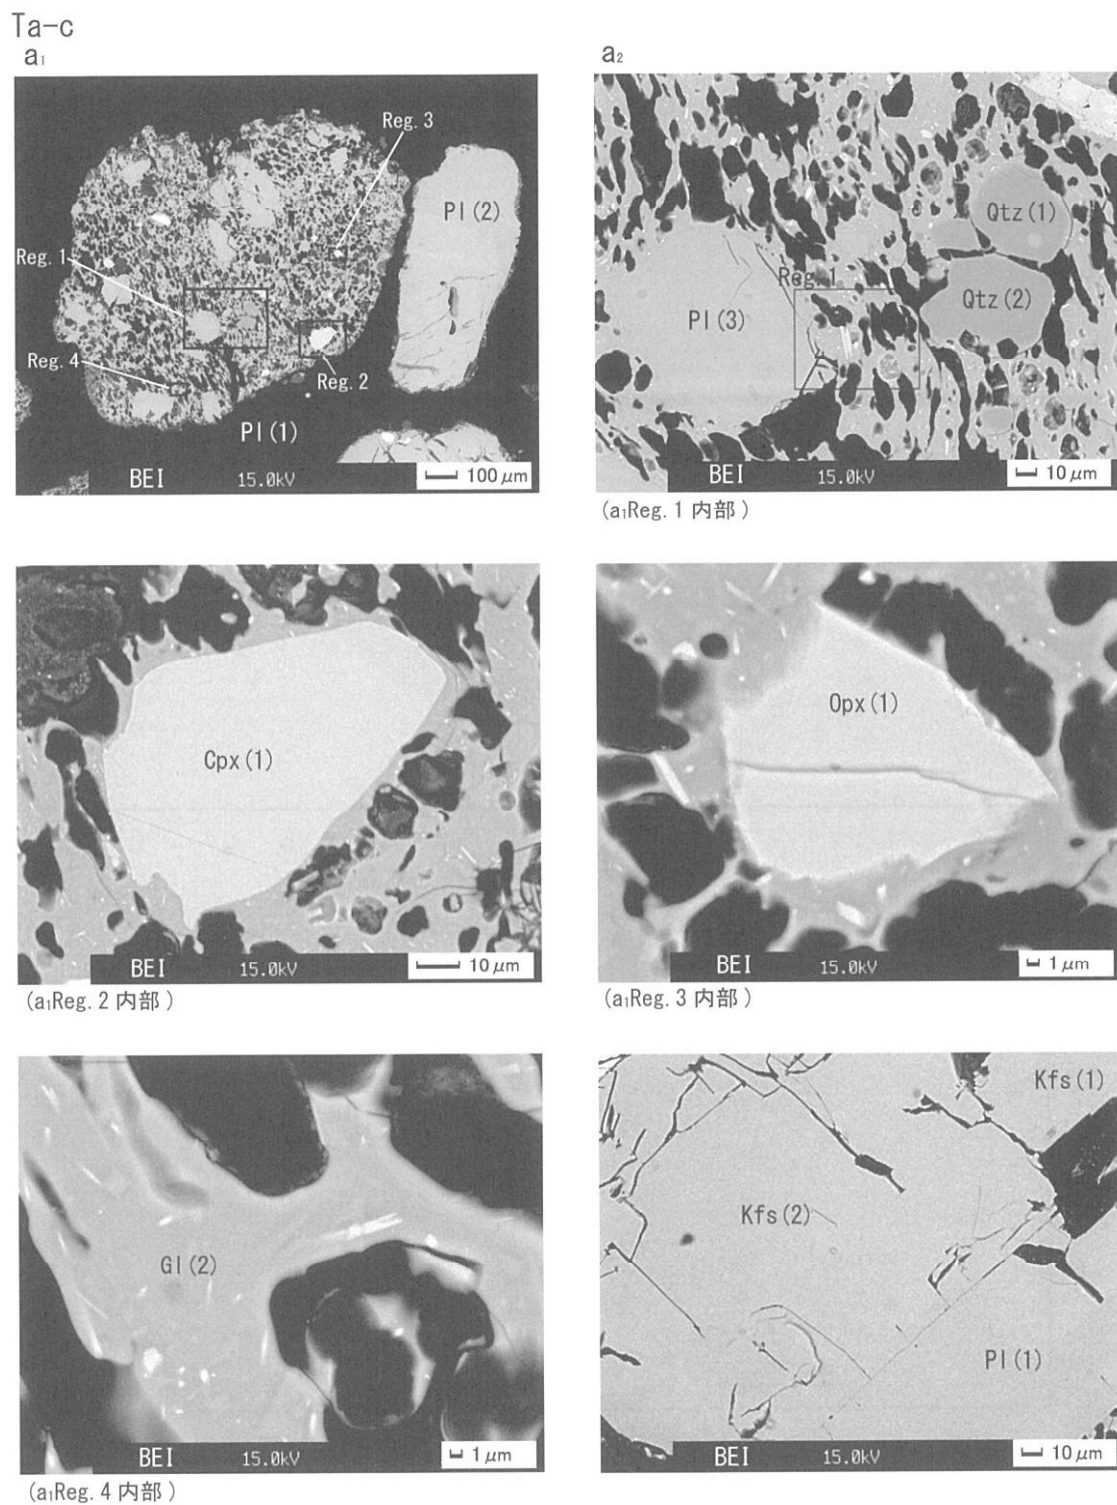 Ta-c
a1
a2
Reg. 3
Pl(2)
Reg. 1
Reg. 4
Reg. 2
Pl(1)
BEI 15.0kV 100 μm
Qtz(1)
Reg. 1
Qtz(2)
Pl(3)
BEI 15.0kV 10 μm
(a1Reg. 1 内部)
Cpx(1)
BEI 15.0kV 10 μm
(a1Reg. 2 内部)
Opx(1)
BEI 15.0kV 1 μm
(a1Reg. 3 内部)
Gl(2)
BEI 15.0kV 1 μm
(a1Reg. 4 内部)
Kfs(1)
Kfs(2)
Pl(1)
BEI 15.0kV 10 μm